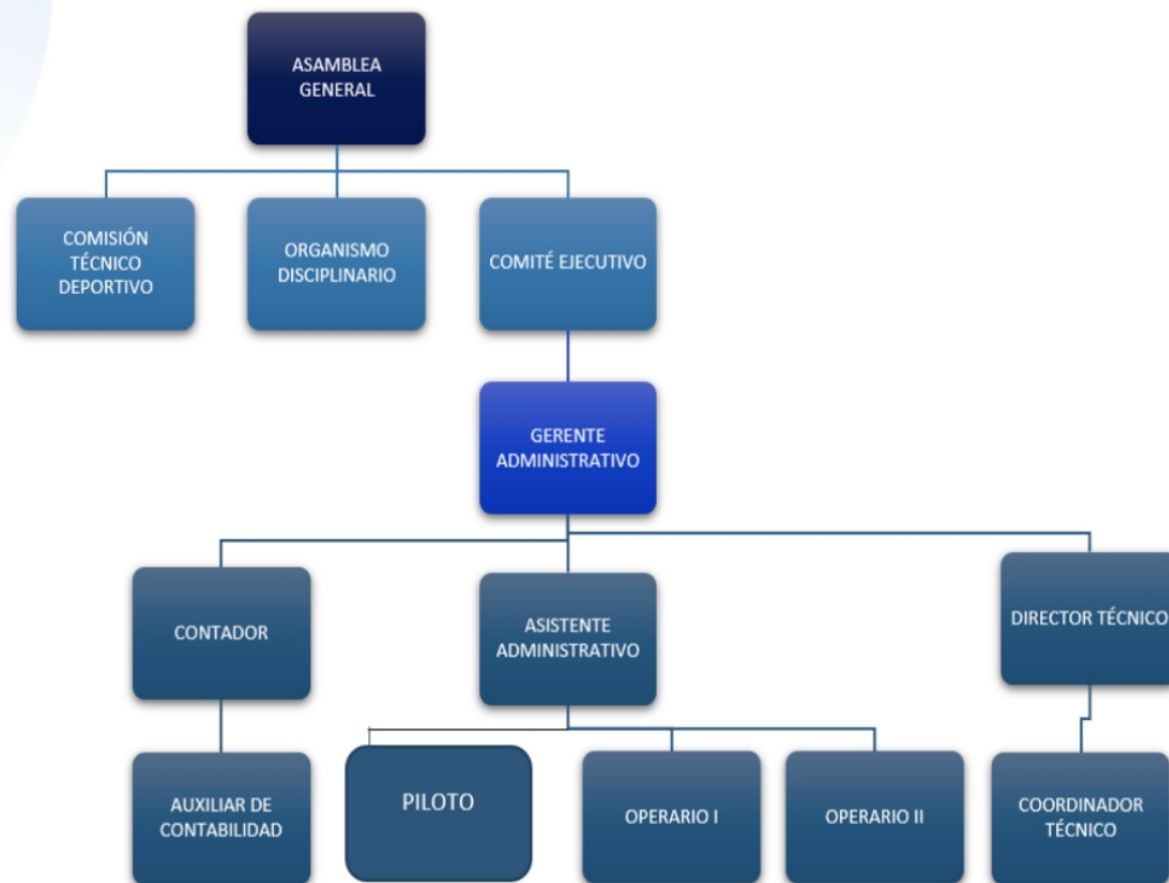 ASAMBLEA
GENERAL
COMISIÓN
TÉCNICO
DEPORTIVO
ORGANISMO
DISCIPLINARIO
COMITÉ EJECUTIVO
GERENTE
ADMINISTRATIVO
CONTADOR
ASISTENTE
ADMINISTRATIVO
DIRECTOR TÉCNICO
AUXILIAR DE
CONTABILIDAD
PILOTO
OPERARIO I
OPERARIO II
COORDINADOR
TÉCNICO